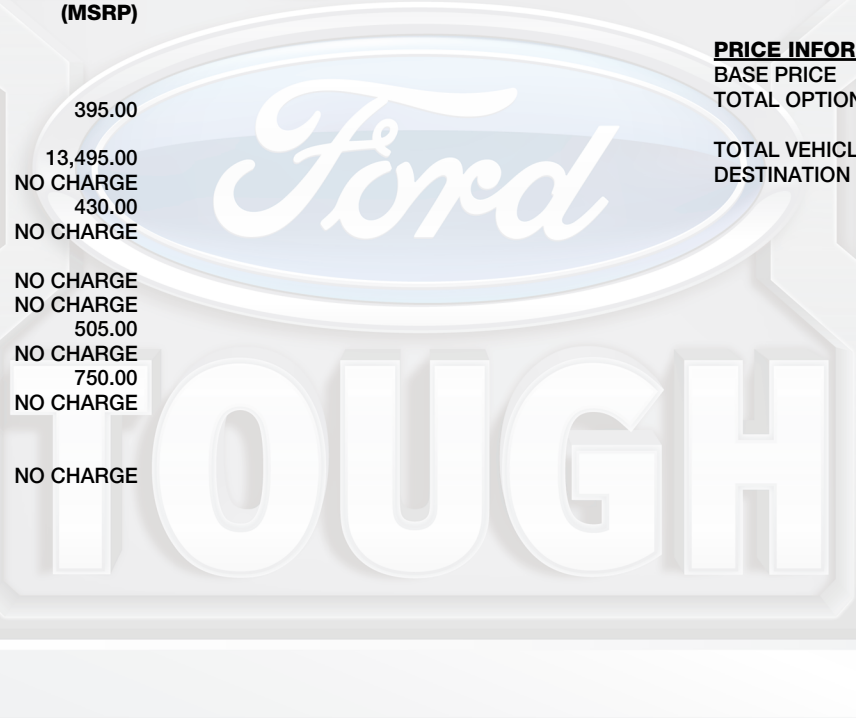 (MSRP)
395.00
13,495.00
NO CHARGE
430.00
NO CHARGE
NO CHARGE
NO CHARGE
505.00
NO CHARGE
750.00
NO CHARGE
NO CHARGE
PRICE INFOR
BASE PRICE
TOTAL OPTION
TOTAL VEHICL
DESTINATION
Ford
TOUGH